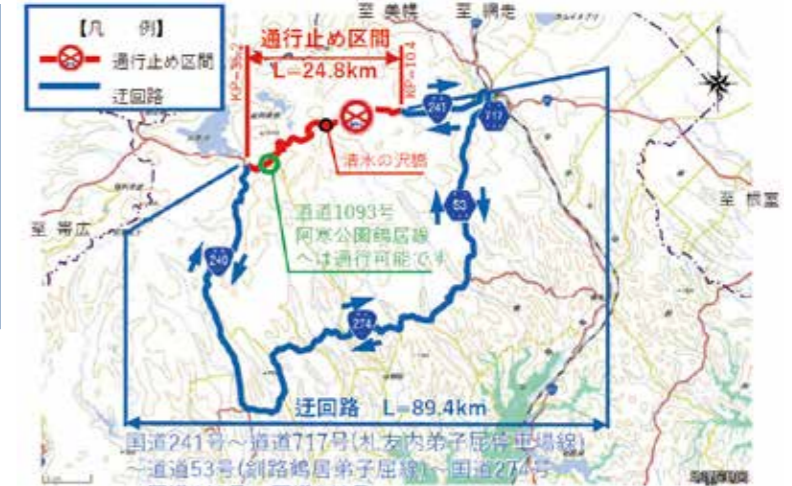 至 美幌
至 網走
【凡 例】
通行止め区間
迂回路
通行止め区間
L=24.8km
KP=10.4
241
717
清水の沢橋
53
至 根室
至 帯広
道道1093号
阿寒公園鶴居線
へは通行可能です
240
274
迂回路 L=89.4km
国道241号～道道717号(札友内弟子屈停車場線)
～道道53号(釧路鶴居弟子屈線)～国道274号